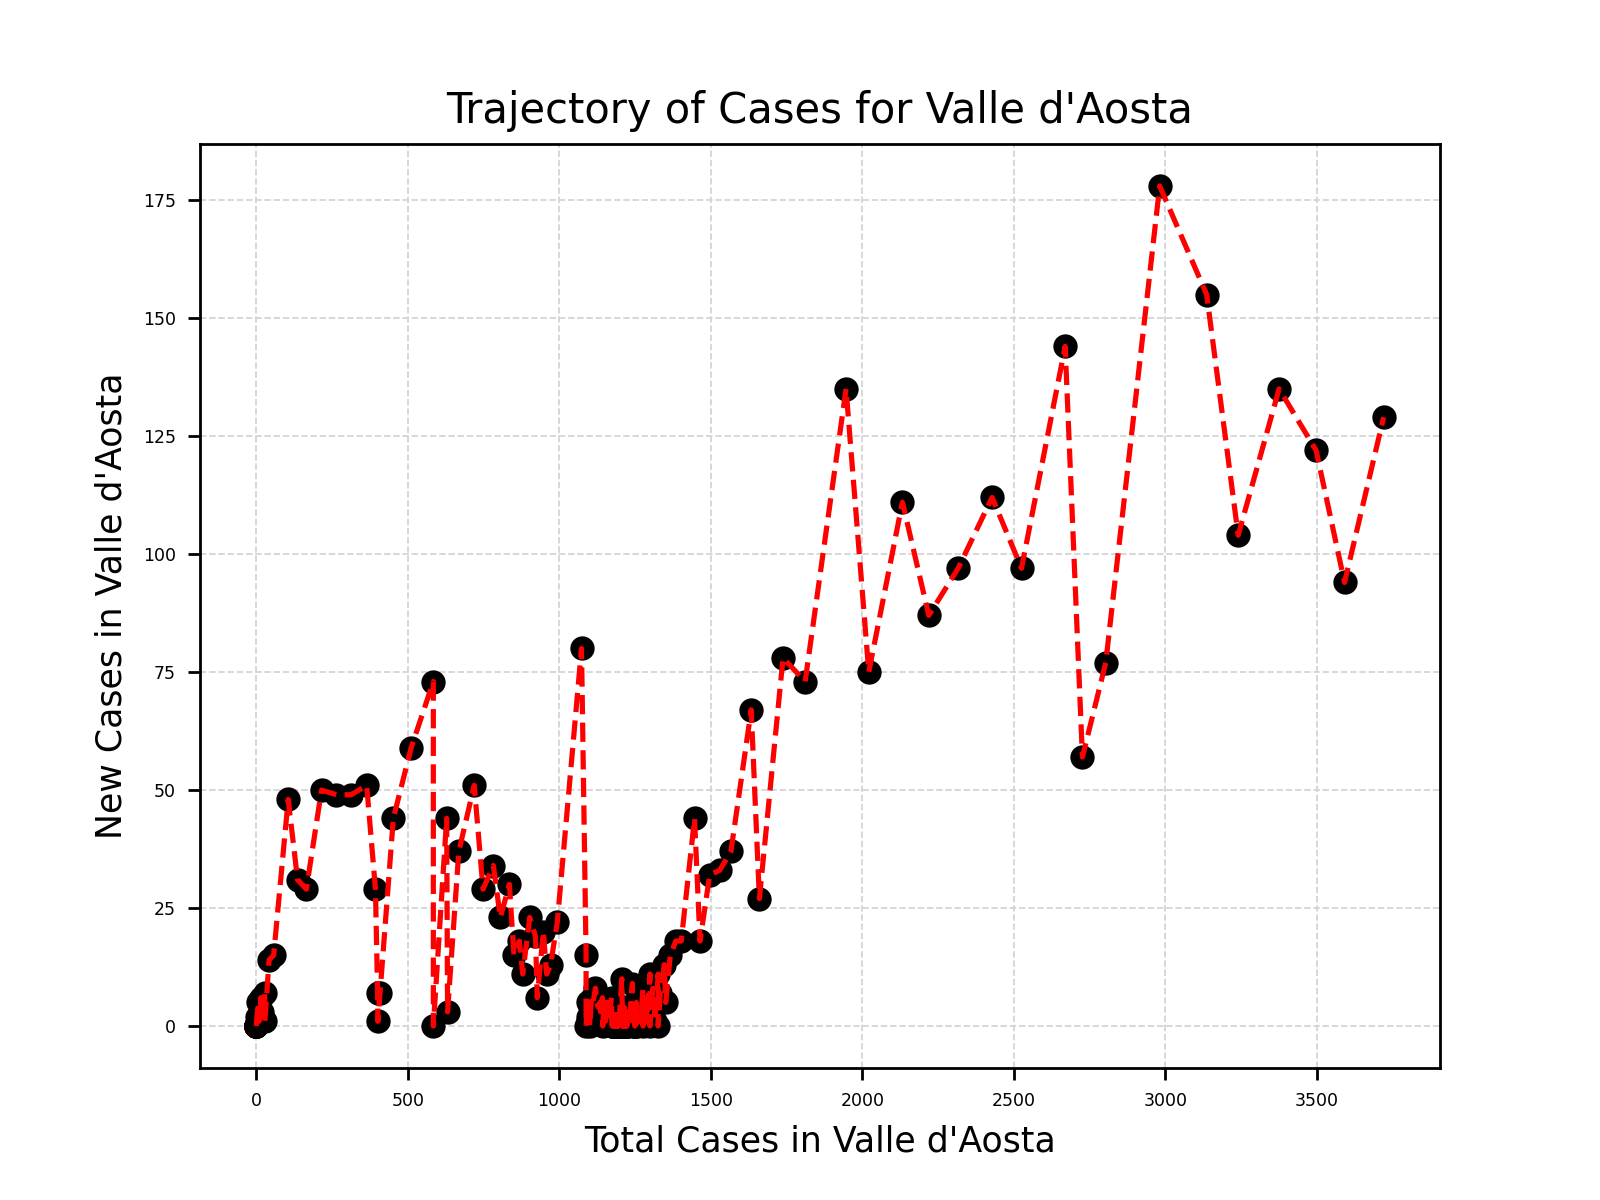 Trajectory of Cases for Valle d'Aosta
New Cases in Valle d'Aosta
175
150
125
100
75
50
25
0
0 500 1000 1500 2000 2500 3000 3500
Total Cases in Valle d'Aosta